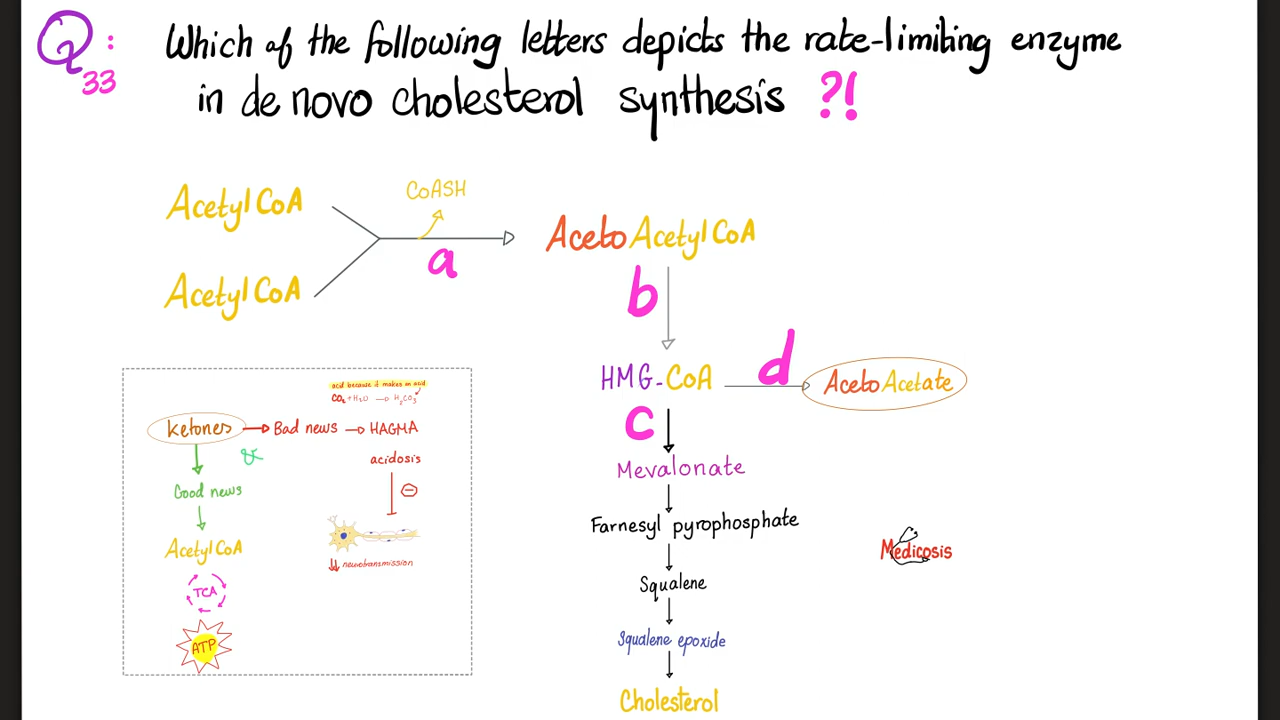 Q: 33
Which of the following letters depicts the rate-limiting enzyme
in de novo cholesterol synthesis ?!
Acetyl CoA
Acetyl CoA
CoASH
a
AcetoAcetyl CoA
b
HMG-CoA
d
AcetoAcetate
c
Mevalonate
Farnesyl pyrophosphate
Squalene
Squalene epoxide
Cholesterol
acid because it makes an acid
CO2 + H2O → H2CO3
Ketones → Bad news → HAGMA
&
acidosis
Good news
Acetyl CoA
TCA
ATP
↓↓ neurotransmission
Medicosis